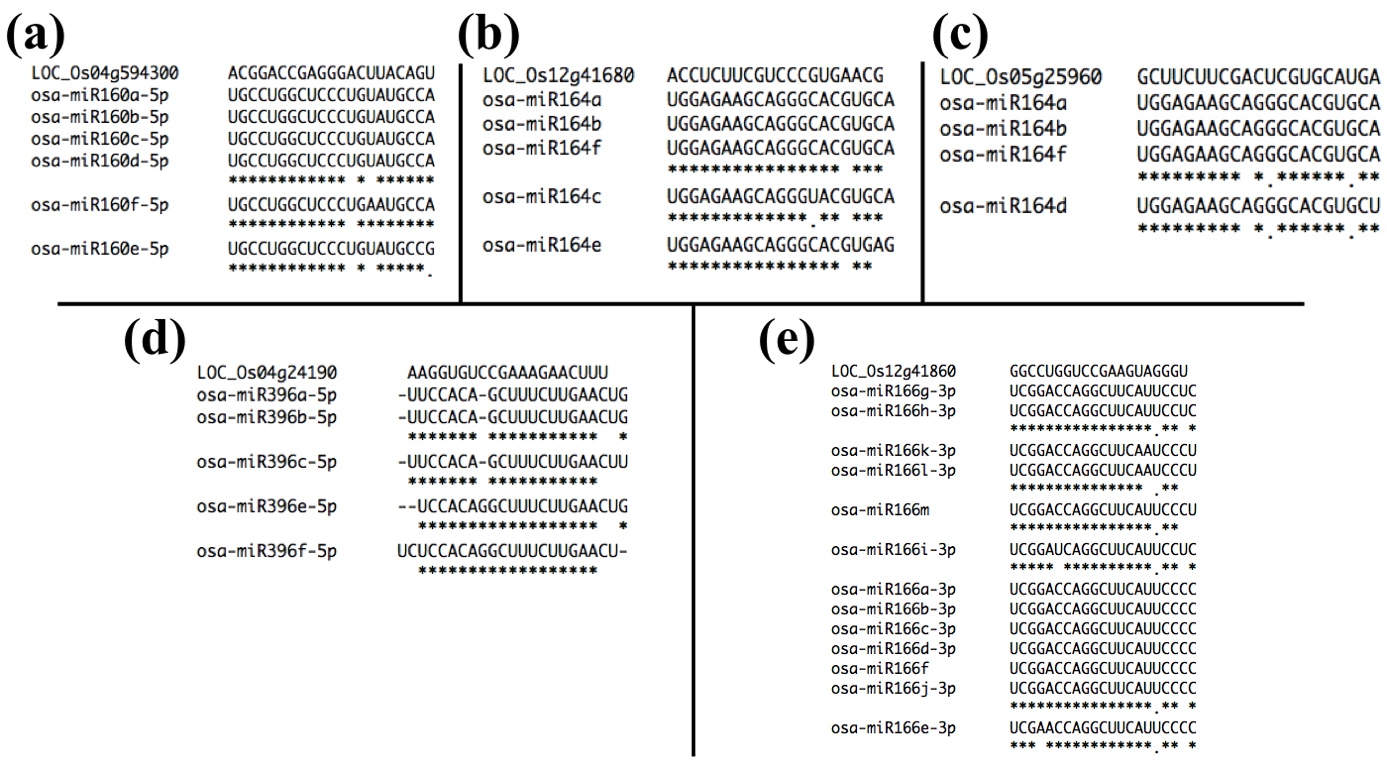 (a)
LOC_Os04g594300 ACGGACCGAGGGACUUACAGU
osa-miR160a-5p UGCCUGGCUCCCUGUAUGCCA
osa-miR160b-5p UGCCUGGCUCCCUGUAUGCCA
osa-miR160c-5p UGCCUGGCUCCCUGUAUGCCA
osa-miR160d-5p UGCCUGGCUCCCUGUAUGCCA
************ * ******
osa-miR160f-5p UGCCUGGCUCCCUGAAUGCCA
************ ********
osa-miR160e-5p UGCCUGGCUCCCUGUAUGCCG
************ * *****.
(b)
LOC_Os12g41680 ACCUCUUCGUCCCGUGAACG
osa-miR164a UGGAGAAGCAGGGCACGUGCA
osa-miR164b UGGAGAAGCAGGGCACGUGCA
osa-miR164f UGGAGAAGCAGGGCACGUGCA
**************** ***
osa-miR164c UGGAGAAGCAGGGUACGUGCA
*************.** ***
osa-miR164e UGGAGAAGCAGGGCACGUGAG
**************** **
(c)
LOC_Os05g25960 GCUUCUUCGACUCGUGCAUGA
osa-miR164a UGGAGAAGCAGGGCACGUGCA
osa-miR164b UGGAGAAGCAGGGCACGUGCA
osa-miR164f UGGAGAAGCAGGGCACGUGCA
********* *.******.**
osa-miR164d UGGAGAAGCAGGGCACGUGCU
********* *.******.**
(d)
LOC_Os04g24190 AAGGUGUCCGAAAGAACUUU
osa-miR396a-5p -UUCCACA-GCUUUCUUGAACUG
osa-miR396b-5p -UUCCACA-GCUUUCUUGAACUG
******* *********** *
osa-miR396c-5p -UUCCACA-GCUUUCUUGAACUU
******* ***********
osa-miR396e-5p --UCCACAGGCUUUCUUGAACUG
****************** *
osa-miR396f-5p UCUCCACAGGCUUUCUUGAACU-
******************
(e)
LOC_Os12g41860 GGCCUGGUCCGAAGUAGGGU
osa-miR166g-3p UCGGACCAGGCUUCAUUCCUC
osa-miR166h-3p UCGGACCAGGCUUCAUUCCUC
****************.** *
osa-miR166k-3p UCGGACCAGGCUUCAAUCCCU
osa-miR166l-3p UCGGACCAGGCUUCAAUCCCU
*************** .**
osa-miR166m UCGGACCAGGCUUCAUUCCCU
****************.**
osa-miR166i-3p UCGGAUCAGGCUUCAUUCCUC
***** **********.** *
osa-miR166a-3p UCGGACCAGGCUUCAUUCCCC
osa-miR166b-3p UCGGACCAGGCUUCAUUCCCC
osa-miR166c-3p UCGGACCAGGCUUCAUUCCCC
osa-miR166d-3p UCGGACCAGGCUUCAUUCCCC
osa-miR166f UCGGACCAGGCUUCAUUCCCC
osa-miR166j-3p UCGGACCAGGCUUCAUUCCCC
****************.** *
osa-miR166e-3p UCGAACCAGGCUUCAUUCCCC
*** ************.** *